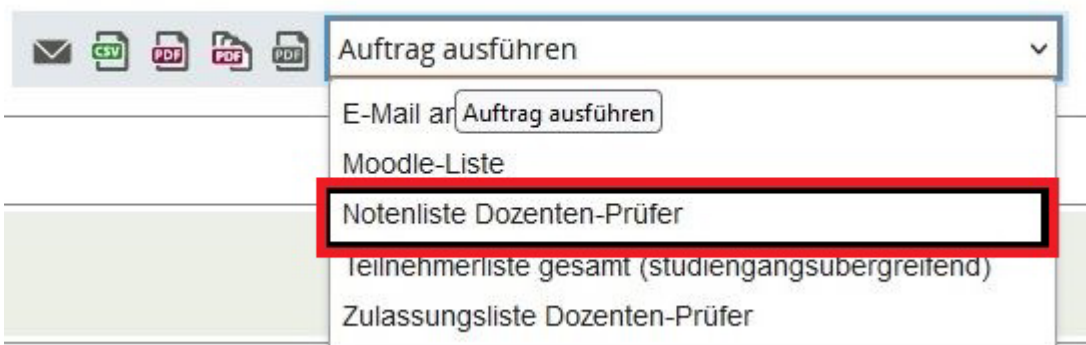 CSV PDF PDF PDF Auftrag ausführen
E-Mail an Auftrag ausführen
Moodle-Liste
Notenliste Dozenten-Prüfer
Teilnehmerliste gesamt (studiengangsübergreifend)
Zulassungsliste Dozenten-Prüfer